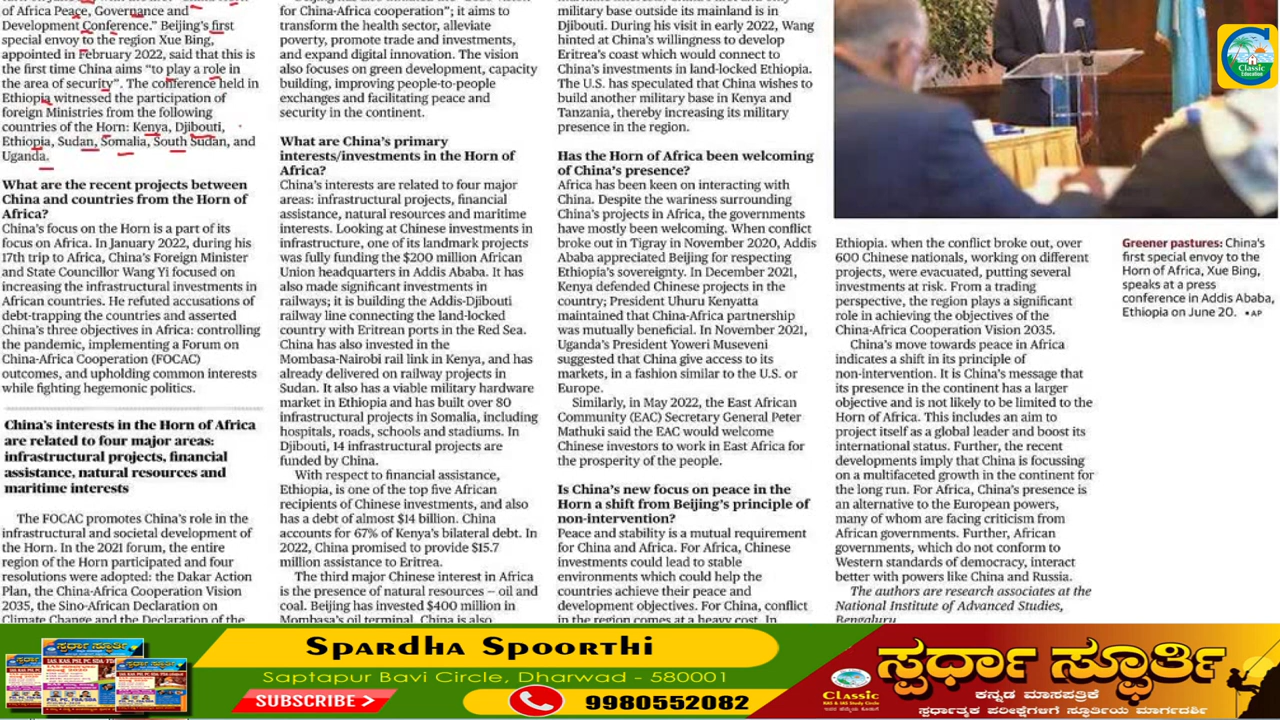 of Africa Peace, Governance and
Development Conference." Beijing's first
special envoy to the region Xue Bing,
appointed in February 2022, said that this is
the first time China aims "to play a role in
the area of security". The conference held in
Ethiopia witnessed the participation of
foreign Ministries from the following
countries of the Horn: Kenya, Djibouti,
Ethiopia, Sudan, Somalia, South Sudan, and
Uganda.
What are the recent projects between
China and countries from the Horn of
Africa?
China's focus on the Horn is a part of its
focus on Africa. In January 2022, during his
17th trip to Africa, China's Foreign Minister
and State Councillor Wang Yi focused on
increasing the infrastructural investments in
African countries. He refuted accusations of
debt-trapping the countries and asserted
China's three objectives in Africa: controlling
the pandemic, implementing a Forum on
China-Africa Cooperation (FOCAC)
outcomes, and upholding common interests
while fighting hegemonic politics.
China's interests in the Horn of Africa
are related to four major areas:
infrastructural projects, financial
assistance, natural resources and
maritime interests
The FOCAC promotes China's role in the
infrastructural and societal development of
the Horn. In the 2021 forum, the entire
region of the Horn participated and four
resolutions were adopted: the Dakar Action
Plan, the China-Africa Cooperation Vision
2035, the Sino-African Declaration on
Climate Change and the Declaration of the
for China-Africa cooperation"; it aims to
transform the health sector, alleviate
poverty, promote trade and investments,
and expand digital innovation. The vision
also focuses on green development, capacity
building, improving people-to-people
exchanges and facilitating peace and
security in the continent.
What are China's primary
interests/investments in the Horn of
Africa?
China's interests are related to four major
areas: infrastructural projects, financial
assistance, natural resources and maritime
interests. Looking at Chinese investments in
infrastructure, one of its landmark projects
was fully funding the $200 million African
Union headquarters in Addis Ababa. It has
also made significant investments in
railways; it is building the Addis-Djibouti
railway line connecting the land-locked
country with Eritrean ports in the Red Sea.
China has also invested in the
Mombasa-Nairobi rail link in Kenya, and has
already delivered on railway projects in
Sudan. It also has a viable military hardware
market in Ethiopia and has built over 80
infrastructural projects in Somalia, including
hospitals, roads, schools and stadiums. In
Djibouti, 14 infrastructural projects are
funded by China.
With respect to financial assistance,
Ethiopia, is one of the top five African
recipients of Chinese investments, and also
has a debt of almost $14 billion. China
accounts for 67% of Kenya's bilateral debt. In
2022, China promised to provide $15.7
million assistance to Eritrea.
The third major Chinese interest in Africa
is the presence of natural resources – oil and
coal. Beijing has invested $400 million in
Mombasa's oil terminal. China is also
military base outside its mainland is in
Djibouti. During his visit in early 2022, Wang
hinted at China's willingness to develop
Eritrea's coast which would connect to
China's investments in land-locked Ethiopia.
The U.S. has speculated that China wishes to
build another military base in Kenya and
Tanzania, thereby increasing its military
presence in the region.
Has the Horn of Africa been welcoming
of China's presence?
Africa has been keen on interacting with
China. Despite the wariness surrounding
China's projects in Africa, the governments
have mostly been welcoming. When conflict
broke out in Tigray in November 2020, Addis
Ababa appreciated Beijing for respecting
Ethiopia's sovereignty. In December 2021,
Kenya defended Chinese projects in the
country; President Uhuru Kenyatta
maintained that China-Africa partnership
was mutually beneficial. In November 2021,
Uganda's President Yoweri Museveni
suggested that China give access to its
markets, in a fashion similar to the U.S. or
Europe.
Similarly, in May 2022, the East African
Community (EAC) Secretary General Peter
Mathuki said the EAC would welcome
Chinese investors to work in East Africa for
the prosperity of the people.
Is China's new focus on peace in the
Horn a shift from Beijing's principle of
non-intervention?
Peace and stability is a mutual requirement
for China and Africa. For Africa, Chinese
investments could lead to stable
environments which could help the
countries achieve their peace and
development objectives. For China, conflict
in the region comes at a heavy cost. In
Ethiopia. when the conflict broke out, over
600 Chinese nationals, working on different
projects, were evacuated, putting several
investments at risk. From a trading
perspective, the region plays a significant
role in achieving the objectives of the
China-Africa Cooperation Vision 2035.
China's move towards peace in Africa
indicates a shift in its principle of
non-intervention. It is China's message that
its presence in the continent has a larger
objective and is not likely to be limited to the
Horn of Africa. This includes an aim to
project itself as a global leader and boost its
international status. Further, the recent
developments imply that China is focussing
on a multifaceted growth in the continent for
the long run. For Africa, China's presence is
an alternative to the European powers,
many of whom are facing criticism from
African governments. Further, African
governments, which do not conform to
Western standards of democracy, interact
better with powers like China and Russia.
The authors are research associates at the
National Institute of Advanced Studies,
Bengaluru
Greener pastures: China's
first special envoy to the
Horn of Africa, Xue Bing,
speaks at a press
conference in Addis Ababa,
Ethiopia on June 20. • AP
Classic
Education
Spardha Spoorthi
Saptapur Bavi Circle, Dharwad - 580001
SUBSCRIBE
9980552082
Classic
ಸ್ಪರ್ಧಾ ಸ್ಫೂರ್ತಿ
ಕನ್ನಡ ಮಾಸಪತ್ರಿಕೆ
ಸ್ಪರ್ಧಾತ್ಮಕ ಪರೀಕ್ಷೆಗಳಿಗೆ ಸ್ಫೂರ್ತಿಯ ಮಾರ್ಗದರ್ಶಿ